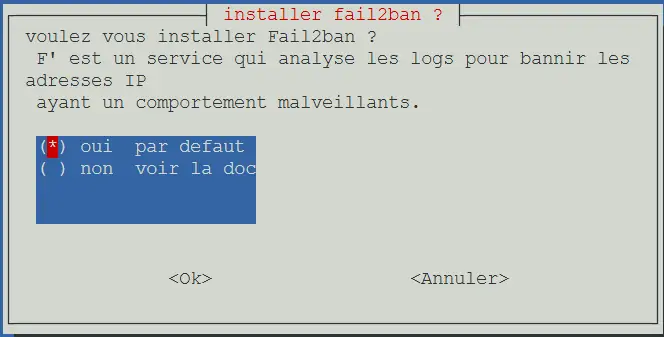 installer fail2ban ?
voulez vous installer Fail2ban ?
F' est un service qui analyse les logs pour bannir les
adresses IP
ayant un comportement malveillants.
(*) oui par defaut
( ) non voir la doc
<Ok> <Annuler>